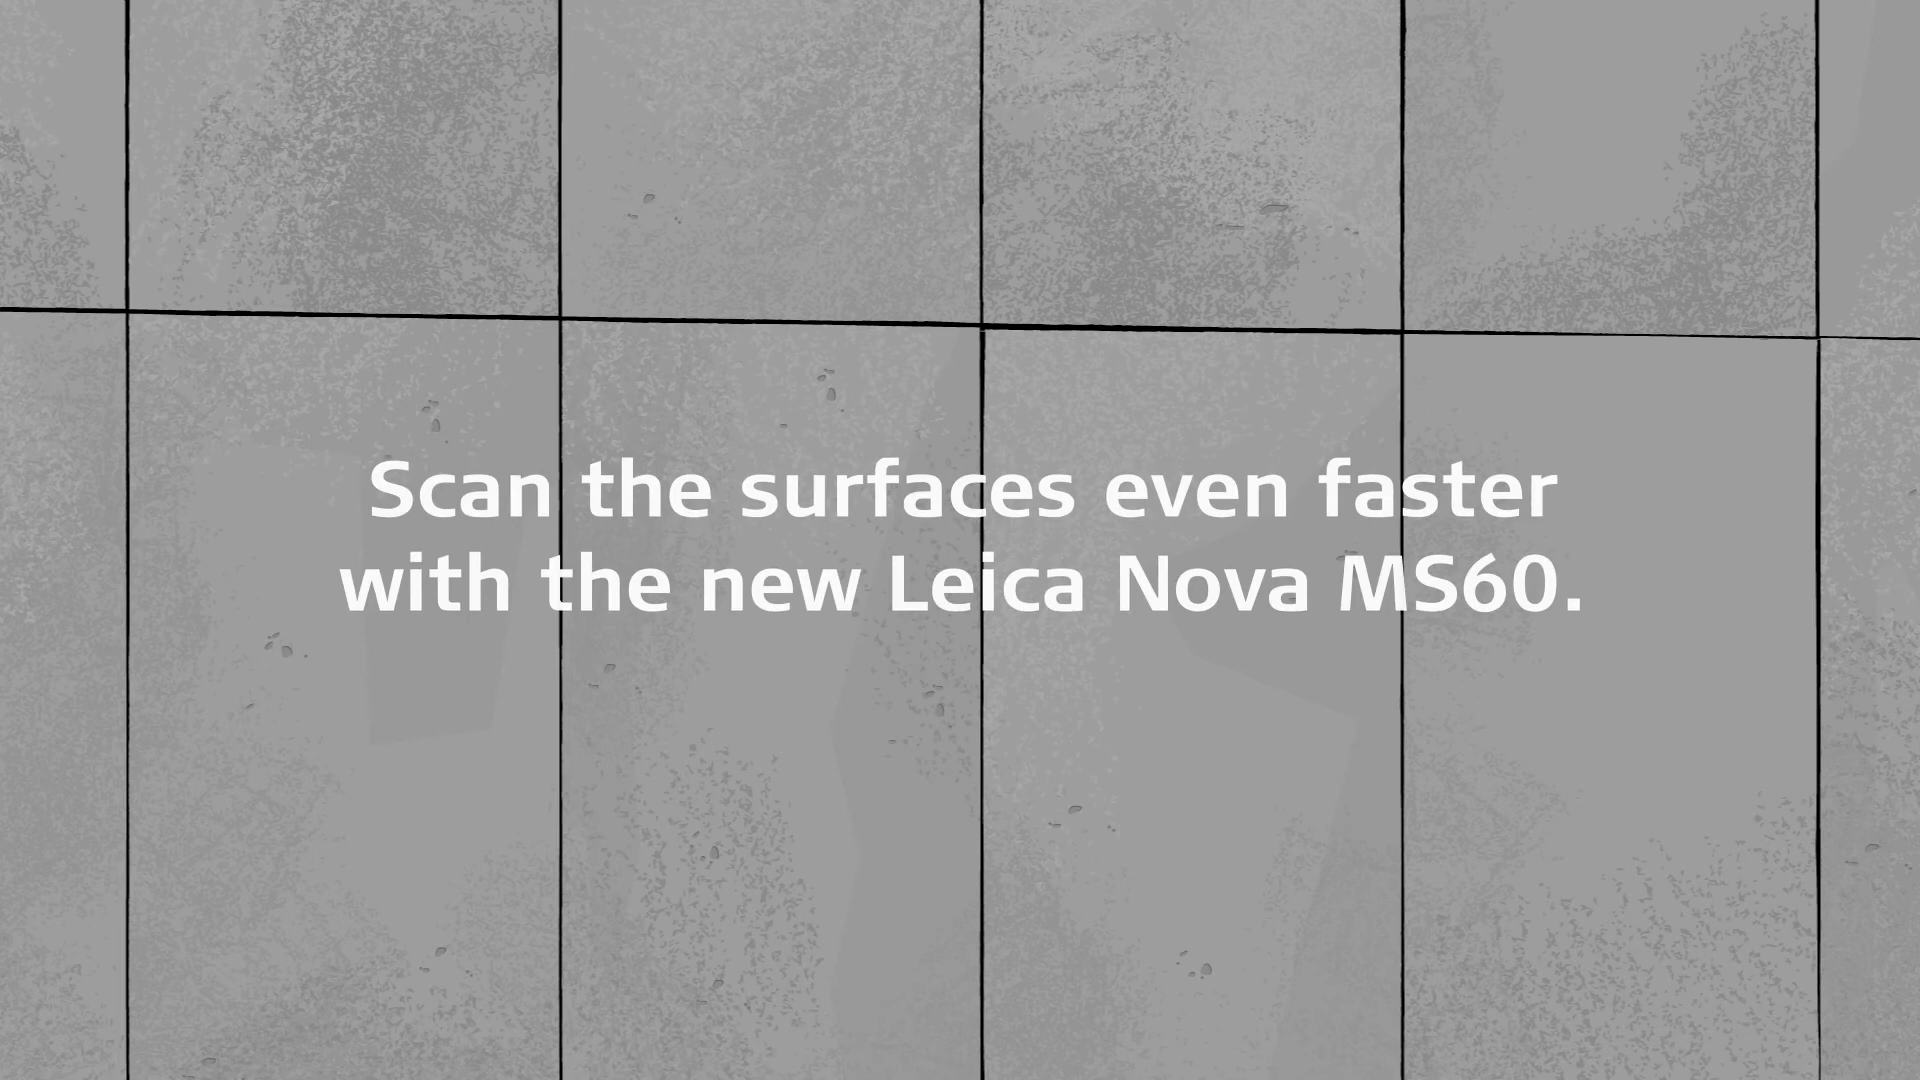 Scan the surfaces even faster
with the new Leica Nova MS60.